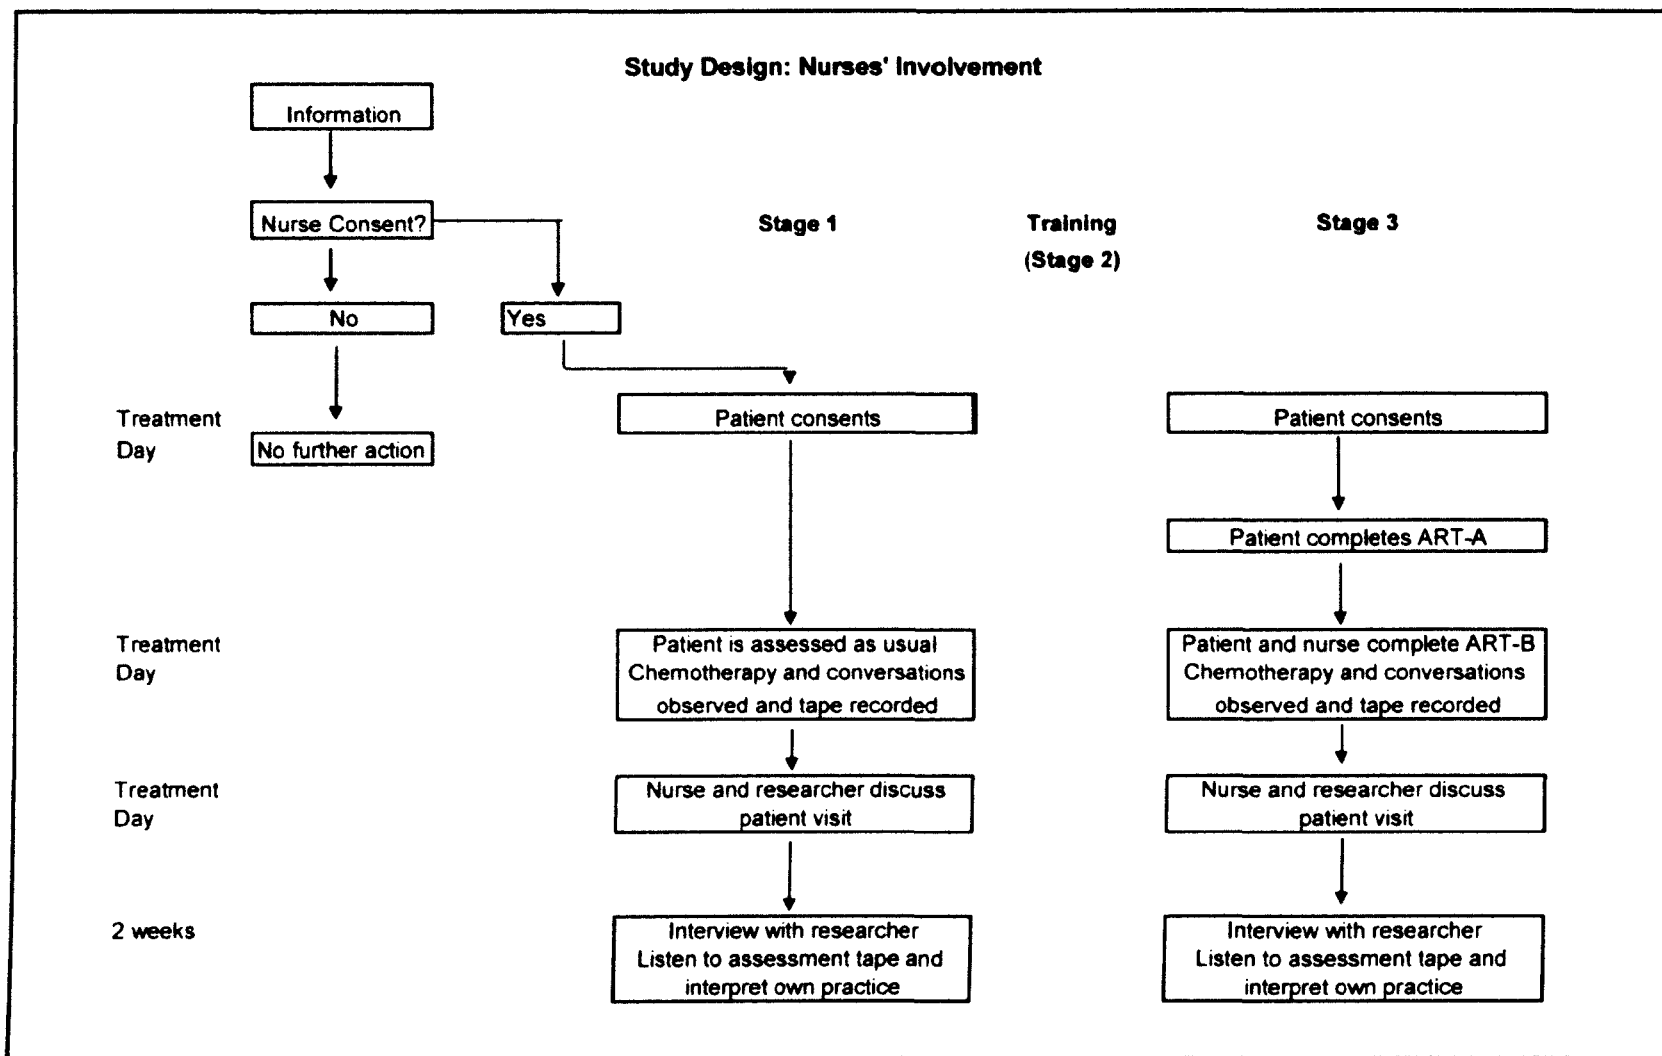 Study Design: Nurses' Involvement
Information
Nurse Consent?
Stage 1
Training
(Stage 2)
Stage 3
No
Yes
Treatment
Day
No further action
Patient consents
Patient consents
Patient completes ART-A
Treatment
Day
Patient is assessed as usual
Chemotherapy and conversations
observed and tape recorded
Patient and nurse complete ART-B
Chemotherapy and conversations
observed and tape recorded
Treatment
Day
Nurse and researcher discuss
patient visit
Nurse and researcher discuss
patient visit
2 weeks
Interview with researcher
Listen to assessment tape and
interpret own practice
Interview with researcher
Listen to assessment tape and
interpret own practice